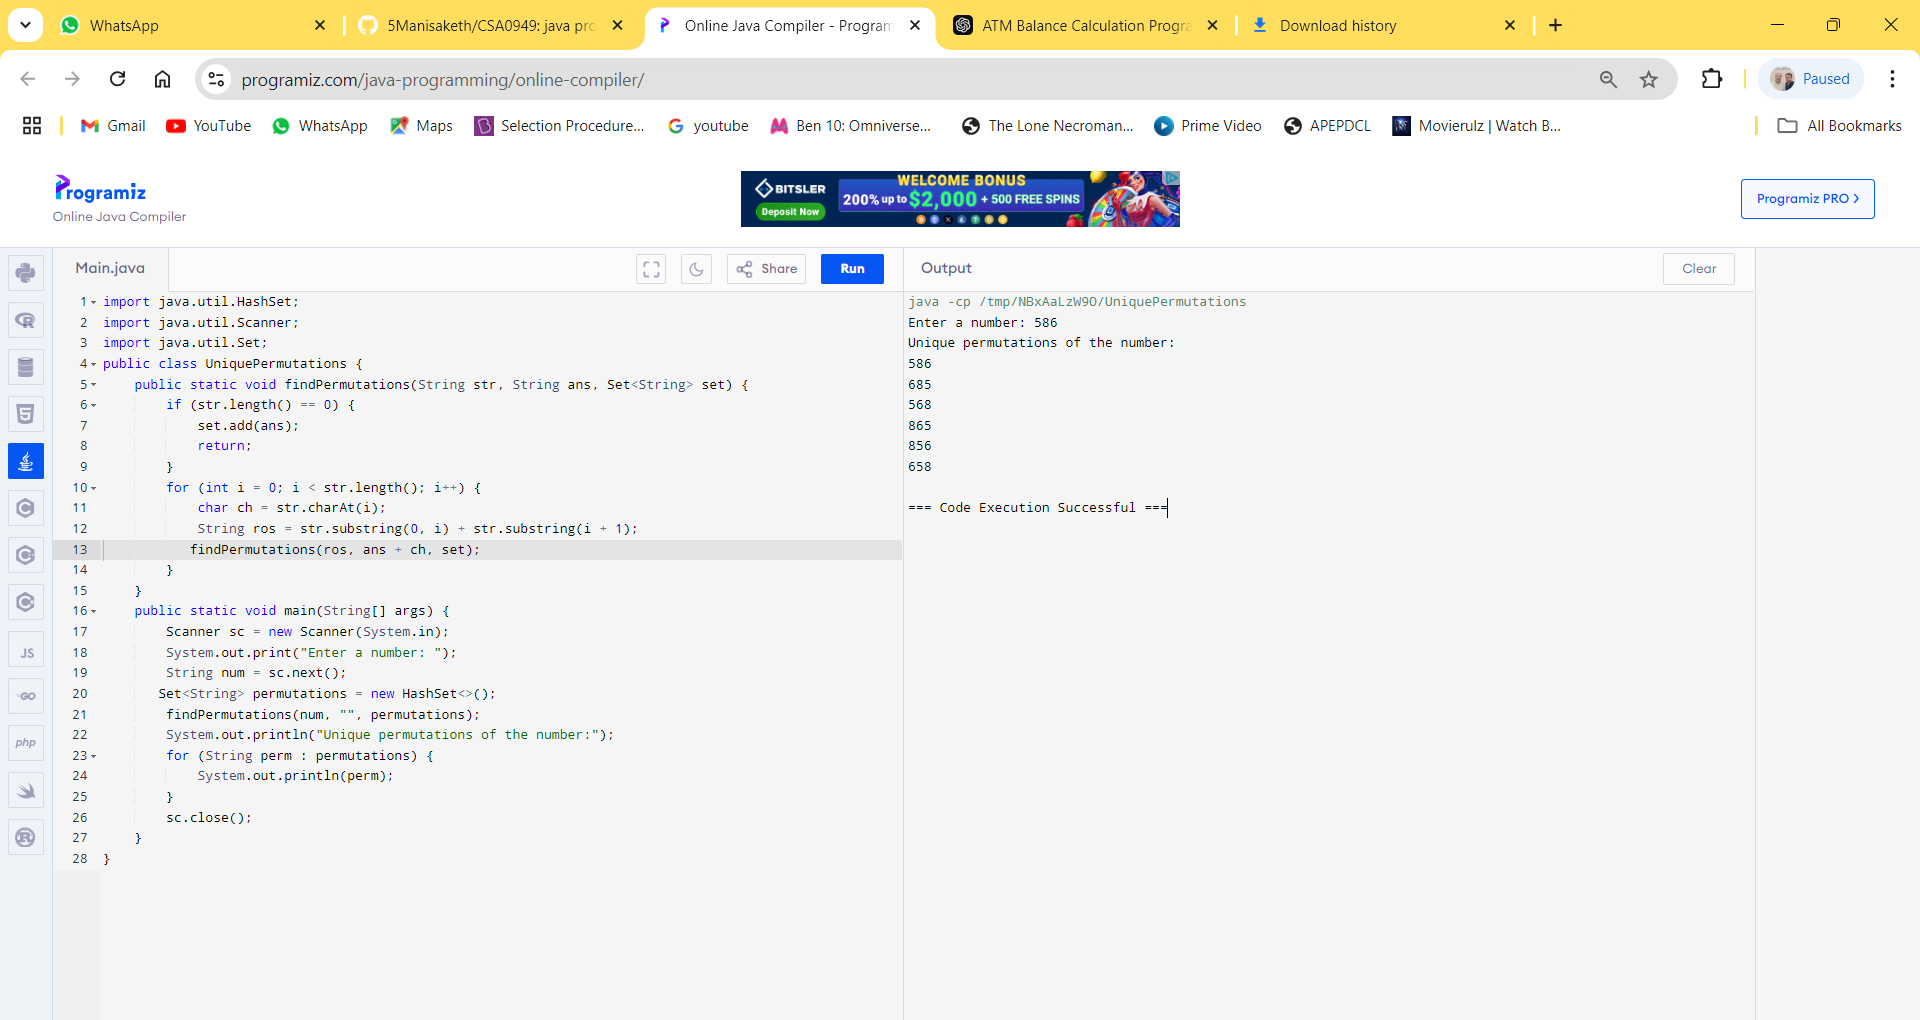 WhatsApp
5Manisaketh/CSA0949: java pro
Online Java Compiler - Program
ATM Balance Calculation Progra
Download history
programiz.com/java-programming/online-compiler/
Paused
Gmail
YouTube
WhatsApp
Maps
Selection Procedure...
youtube
Ben 10: Omniverse...
The Lone Necroman...
Prime Video
APEPDCL
Movierulz | Watch B...
All Bookmarks
Programiz
Online Java Compiler
BITSLER
Deposit Now
WELCOME BONUS
200% up to $2,000 + 500 FREE SPINS
Programiz PRO >
Main.java
Share
Run
Output
Clear
JS
GO
php
1 import java.util.HashSet;
2 import java.util.Scanner;
3 import java.util.Set;
4 public class UniquePermutations {
5 public static void findPermutations(String str, String ans, Set<String> set) {
6 if (str.length() == 0) {
7 set.add(ans);
8 return;
9 }
10 for (int i = 0; i < str.length(); i++) {
11 char ch = str.charAt(i);
12 String ros = str.substring(0, i) + str.substring(i + 1);
13 findPermutations(ros, ans + ch, set);
14 }
15 }
16 public static void main(String[] args) {
17 Scanner sc = new Scanner(System.in);
18 System.out.print("Enter a number: ");
19 String num = sc.next();
20 Set<String> permutations = new HashSet<>();
21 findPermutations(num, "", permutations);
22 System.out.println("Unique permutations of the number:");
23 for (String perm : permutations) {
24 System.out.println(perm);
25 }
26 sc.close();
27 }
28 }
java -cp /tmp/NBxAaLzW9O/UniquePermutations
Enter a number: 586
Unique permutations of the number:
586
685
568
865
856
658
=== Code Execution Successful ===